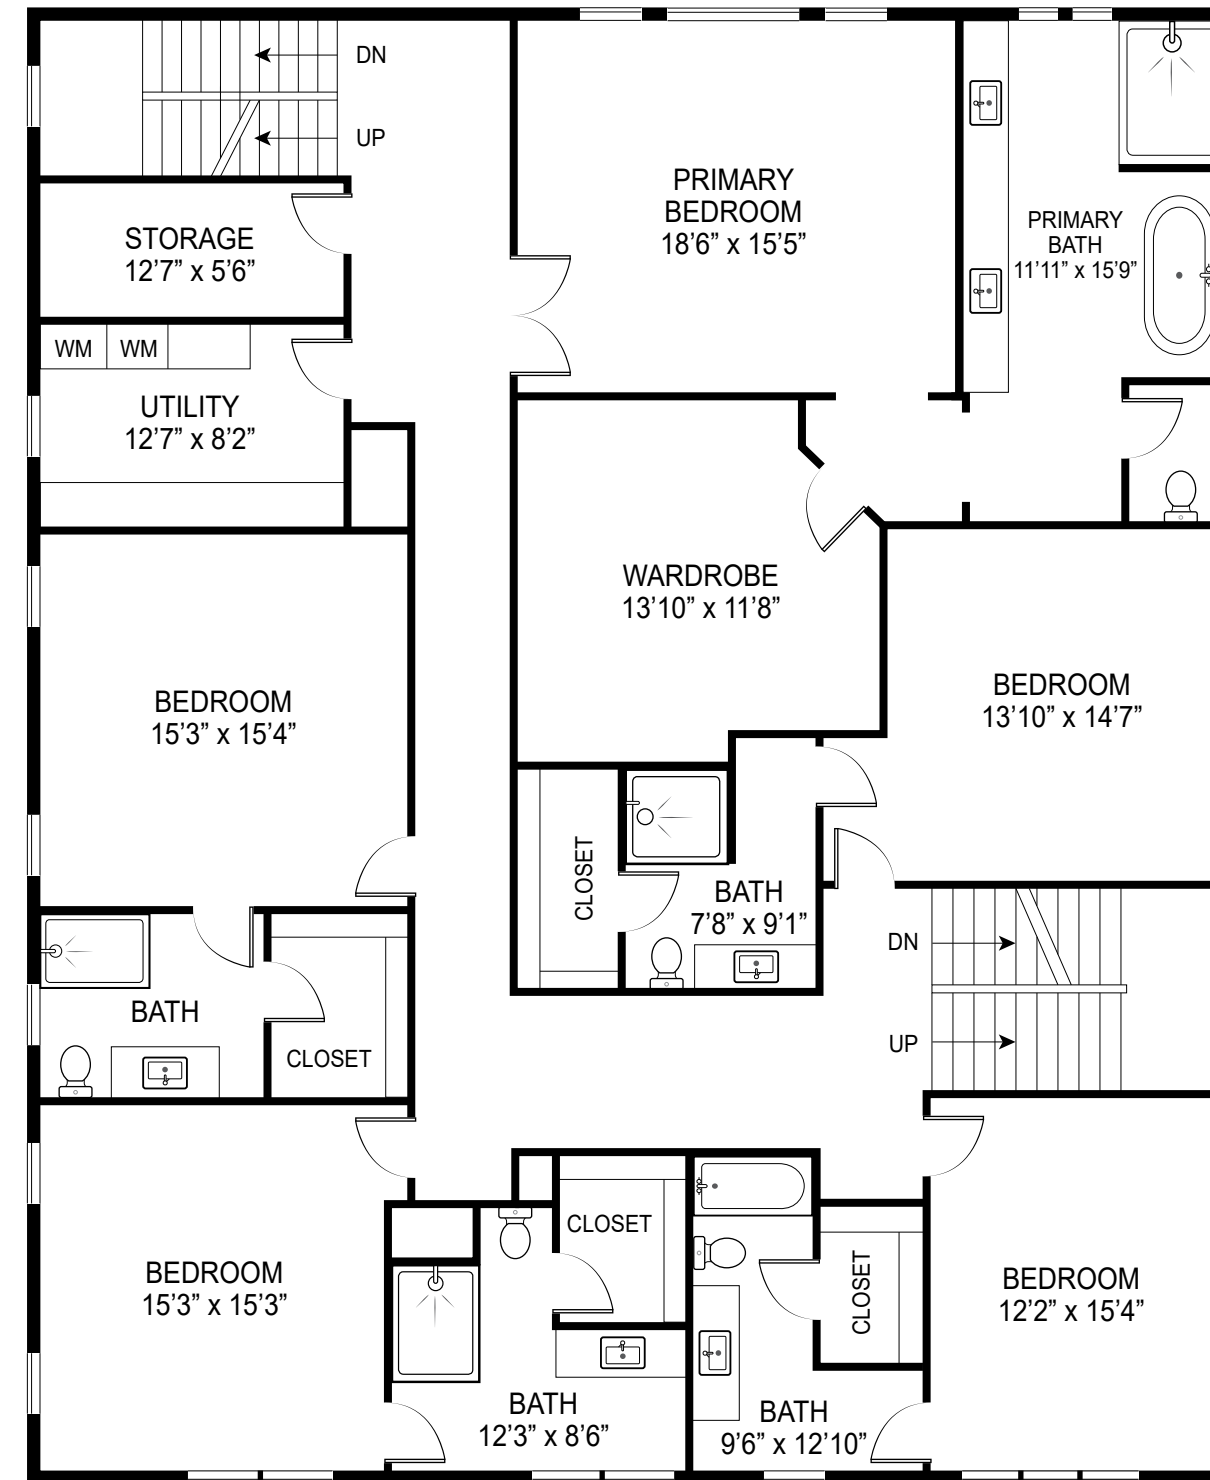 DN
UP
PRIMARY
BEDROOM
18’6” x 15’5”
PRIMARY
BATH
11’11” x 15’9”
STORAGE
12’7” x 5’6”
WM
WM
UTILITY
12’7” x 8’2”
WARDROBE
13’10” x 11’8”
BEDROOM
15’3” x 15’4”
BEDROOM
13’10” x 14’7”
CLOSET
BATH
7’8” x 9’1”
DN
UP
BATH
CLOSET
BEDROOM
15’3” x 15’3”
CLOSET
CLOSET
BEDROOM
12’2” x 15’4”
BATH
12’3” x 8’6”
BATH
9’6” x 12’10”